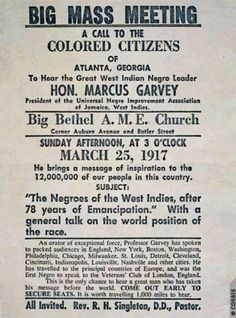 BIG MASS MEETING
A CALL TO THE
COLORED CITIZENS
OF
ATLANTA, GEORGIA
To Hear the Great West Indian Negro Leader
HON. MARCUS GARVEY
President of the Universal Negro Improvement Association
of Jamaica, West Indies.
Big Bethel A. M. E. Church
Corner Auburn Avenue and Butler Street
SUNDAY AFTERNOON, AT 3 O'CLOCK
MARCH 25, 1917
He brings a message of inspiration to the
12,000,000 of our people in this country.
SUBJECT:
"The Negroes of the West Indies, after
78 years of Emancipation." With a
general talk on the world position of
the race.
An orator of exceptional force, Professor Garvey has spoken
to packed audiences in England, New York, Boston, Washington,
Philadelphia, Chicago, Milwaukee, St. Louis, Detroit, Cleveland,
Cincinnati, Indianapolis, Louisville, Nashville and other cities. He
has travelled to the principal countries of Europe, and was the
first Negro to speak to the Veterans' Club of London, England.
This is the only chance to hear a great man who has taken
his message before the world. COME OUT EARLY TO
SECURE SEATS. It is worth travelling 1,000 miles to hear.
All Invited. Rev. R. H. Singleton, D.D., Pastor.
© CORBIS